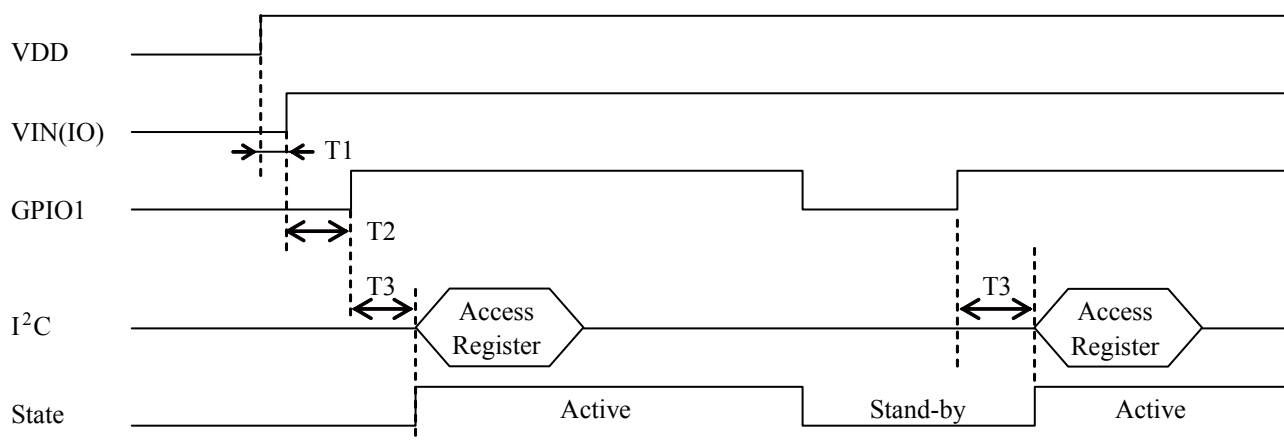 VDD
VIN(IO)
T1
GPIO1
T2
T3
T3
I²C
Access
Register
Access
Register
State
Active
Stand-by
Active